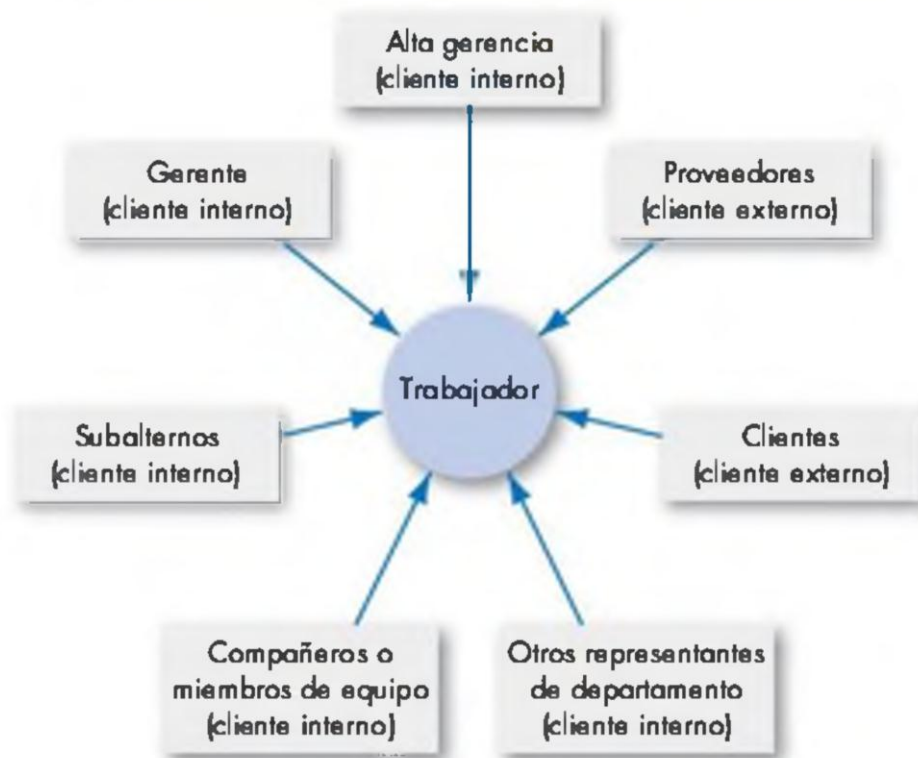 Alta gerencia
(cliente interno)
Gerente
(cliente interno)
Proveedores
(cliente externo)
Trabajador
Subalternos
(cliente interno)
Clientes
(cliente externo)
Compañeros o
miembros de equipo
(cliente interno)
Otros representantes
de departamento
(cliente interno)